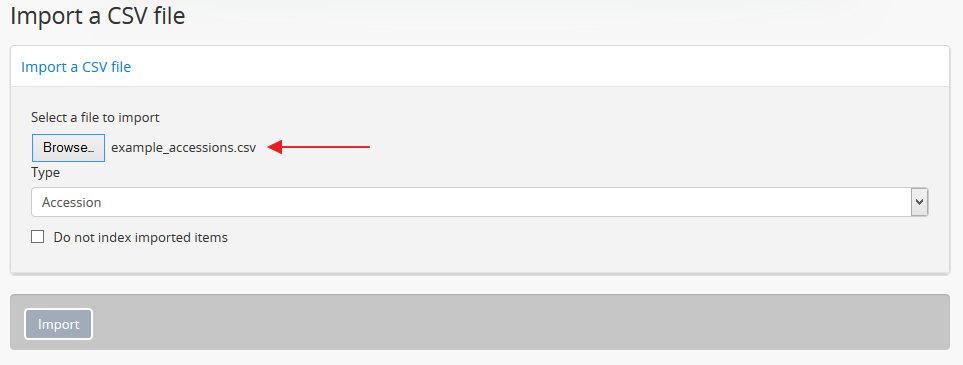 Import a CSV file
Import a CSV file
Select a file to import
Browse.. example_accessions.csv
Type
Accession
Do not index imported items
Import